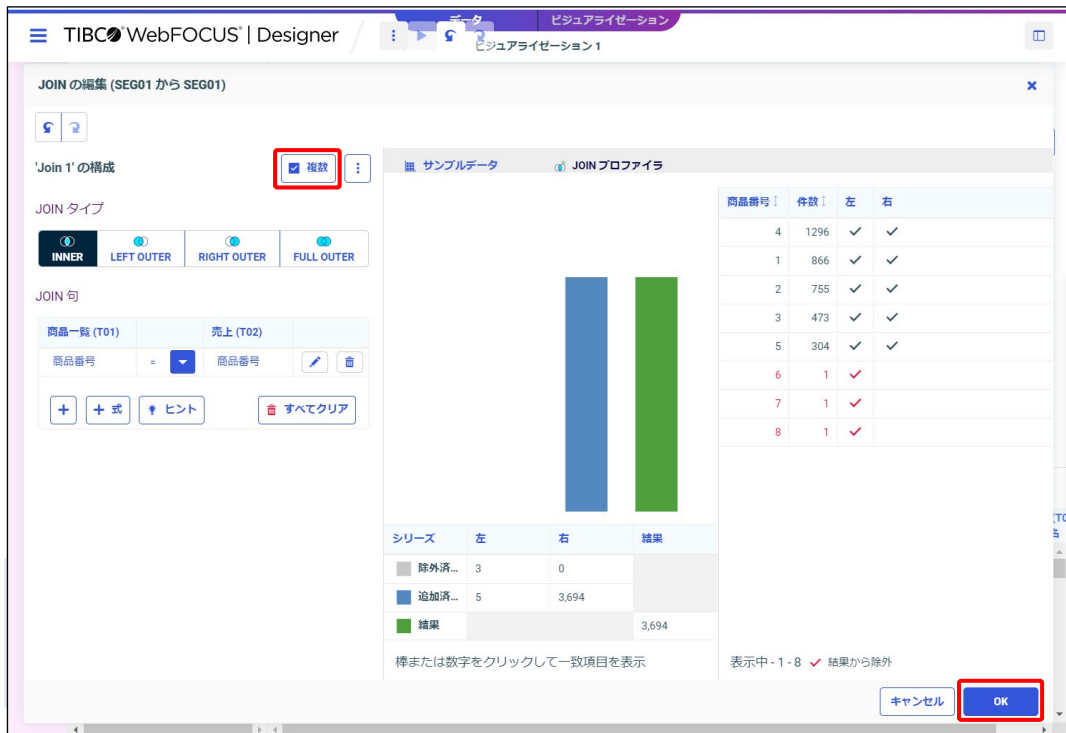 データ
ビジュアライゼーション
TIBCO WebFOCUS® | Designer
ビジュアライゼーション 1
JOIN の編集 (SEG01 から SEG01)
'Join 1' の構成
複数
サンプルデータ
JOIN プロファイラ
JOIN タイプ
INNER
LEFT OUTER
RIGHT OUTER
FULL OUTER
JOIN 句
商品一覧 (T01)
売上 (T02)
商品番号
=
商品番号
+
+ 式
ヒント
すべてクリア
商品番号 件数 左 右
4 1296 ✓ ✓
1 866 ✓ ✓
2 755 ✓ ✓
3 473 ✓ ✓
5 304 ✓ ✓
6 1 ✓
7 1 ✓
8 1 ✓
シリーズ 左 右 結果
除外済... 3 0
追加済... 5 3,694
結果 3,694
棒または数字をクリックして一致項目を表示
表示中 - 1 - 8 ✓ 結果から除外
キャンセル
OK